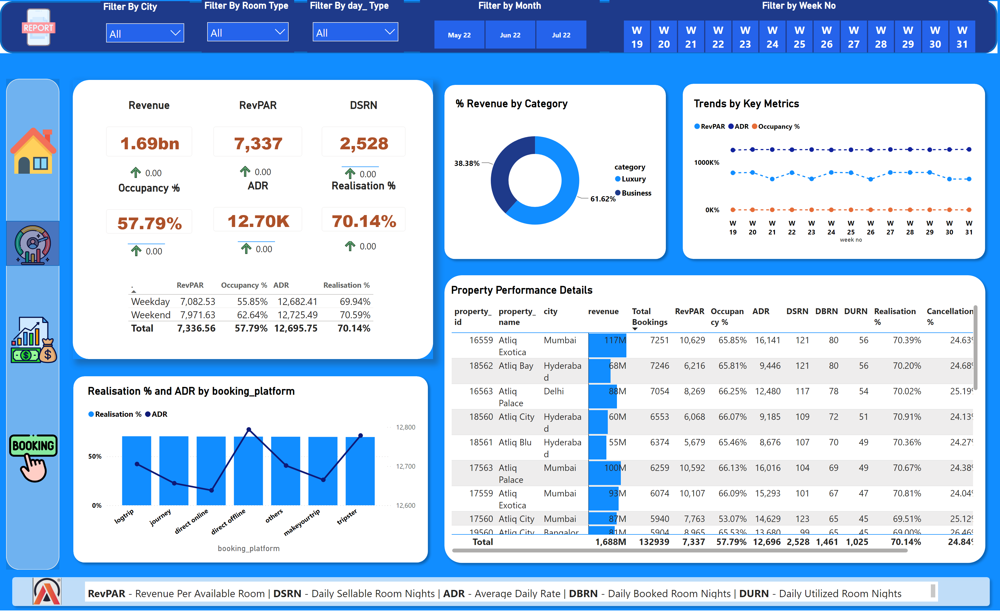 Filter By City
Filter By Room Type
Filter By day_ Type
Filter by Month
Filter by Week No
REPORT
All
All
All
May 22
Jun 22
Jul 22
W 19
W 20
W 21
W 22
W 23
W 24
W 25
W 26
W 27
W 28
W 29
W 30
W 31
Revenue RevPAR DSRN
1.69bn 7,337 2,528
0.00 0.00 0.00
Occupancy % ADR Realisation %
57.79% 12.70K 70.14%
0.00 0.00 0.00
. RevPAR Occupancy % ADR Realisation %
Weekday 7,082.53 55.85% 12,682.41 69.94%
Weekend 7,971.63 62.64% 12,725.49 70.59%
Total 7,336.56 57.79% 12,695.75 70.14%
% Revenue by Category
38.38%
61.62%
category
Luxury
Business
Trends by Key Metrics
RevPAR ADR Occupancy %
1000K%
0K%
W W W W W W W W W W W W W
19 20 21 22 23 24 25 26 27 28 29 30 31
week no
Realisation % and ADR by booking_platform
Realisation % ADR
12,800
50%
12,700
0%
12,600
logtrip
journey
direct online
direct offline
others
makeyourtrip
tripster
booking_platform
Property Performance Details
property_ property_ city revenue Total RevPAR Occupan ADR DSRN DBRN DURN Realisation Cancellation
id name Bookings cy % % %
16559 Atliq Mumbai 117M 7251 10,629 65.85% 16,141 121 80 56 70.39% 24.63%
Exotica
18562 Atliq Bay Hyderaba 68M 7246 6,216 65.81% 9,446 121 80 56 70.20% 24.68%
d
16563 Atliq Delhi 88M 7054 8,269 66.25% 12,480 117 78 54 70.02% 25.19%
Palace
18560 Atliq City Hyderaba 60M 6553 6,068 66.07% 9,185 109 72 51 70.91% 24.13%
d
18561 Atliq Blu Hyderaba 55M 6374 5,679 65.46% 8,676 107 70 49 70.36% 24.27%
d
17563 Atliq Mumbai 100M 6259 10,592 66.13% 16,016 104 69 49 70.67% 24.38%
Palace
17559 Atliq Mumbai 93M 6074 10,107 66.09% 15,293 101 67 47 70.81% 24.04%
Exotica
17560 Atliq City Mumbai 87M 5940 7,763 53.07% 14,629 123 65 45 69.51% 25.12%
19560 Atliq City Bangalor 81M 5904 8,965 65.53% 13,680 99 65 45 69.00% 26.46%
Total 1,688M 132939 7,337 57.79% 12,696 2,528 1,461 1,025 70.14% 24.84%
BOOKING
RevPAR - Revenue Per Available Room | DSRN - Daily Sellable Room Nights | ADR - Average Daily Rate | DBRN - Daily Booked Room Nights | DURN - Daily Utilized Room Nights